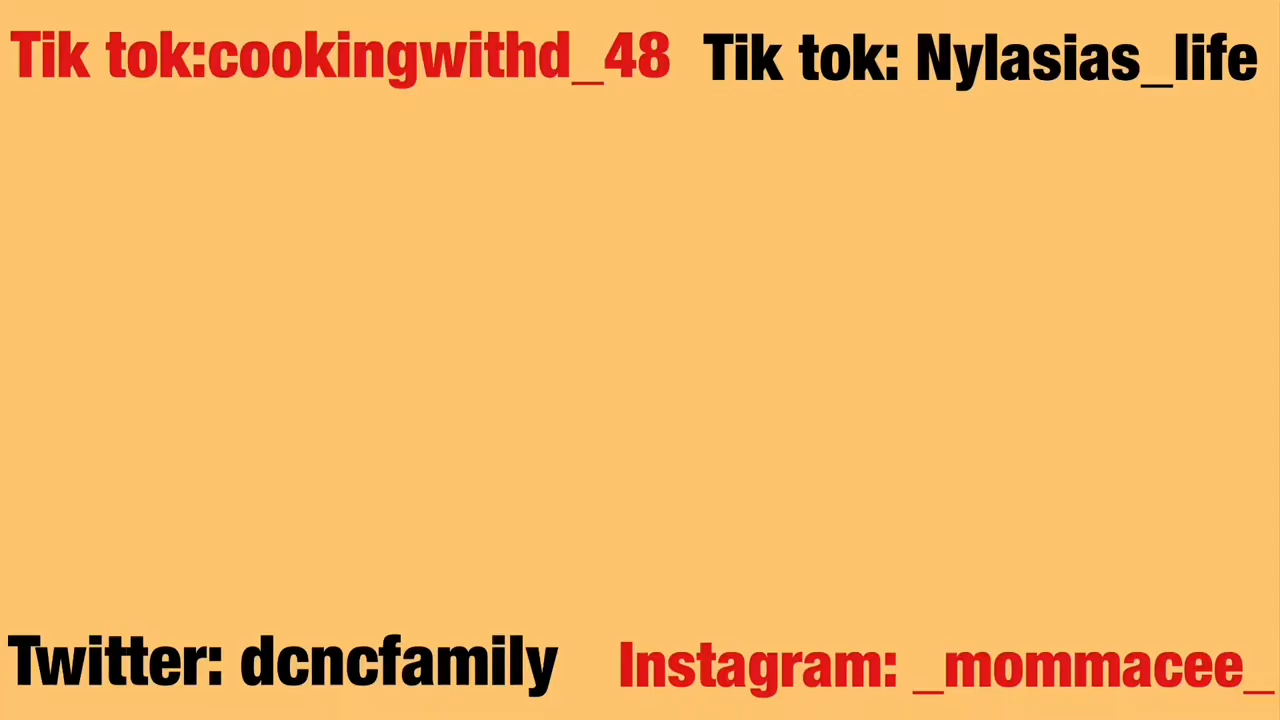 Tik tok:cookingwithd_48
Tik tok: Nylasias_life
Twitter: dcncfamily
Instagram: _mommacee_